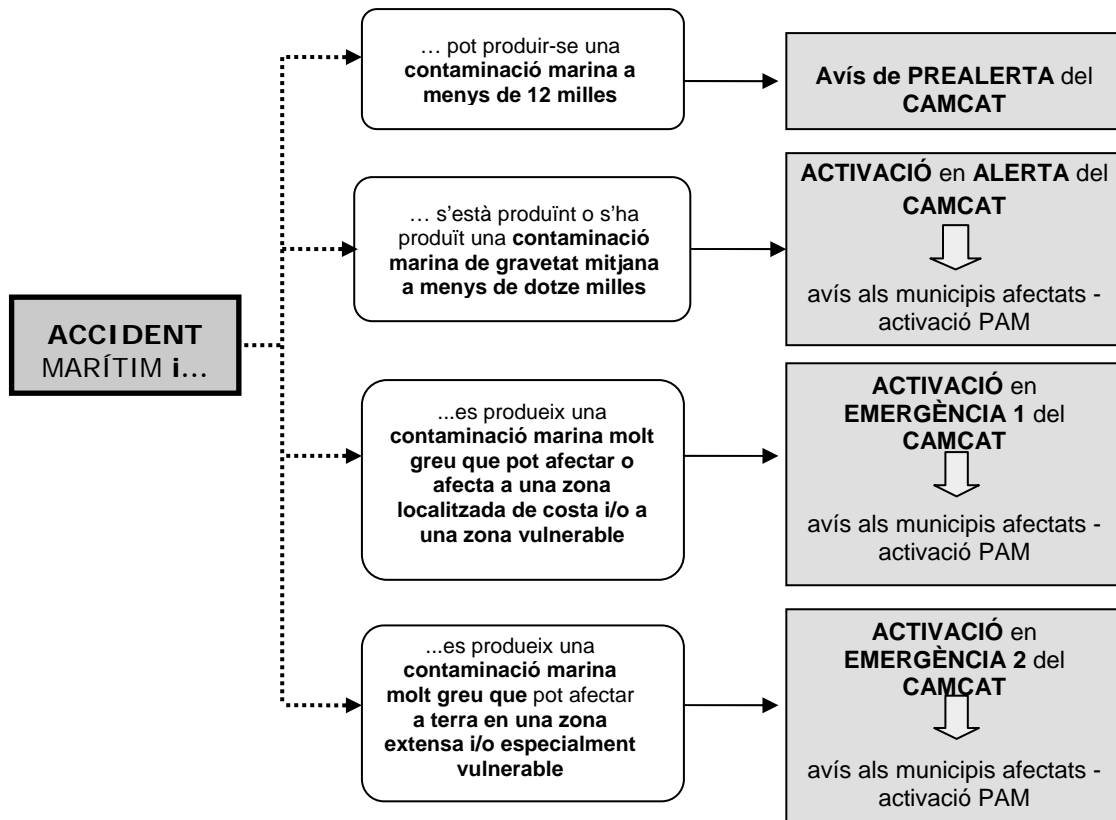 … pot produir-se una
contaminació marina a
menys de 12 milles
Avís de PREALERTA del
CAMCAT
… s'està produïnt o s'ha
produït una contaminació
marina de gravetat mitjana
a menys de dotze milles
ACTIVACIÓ en ALERTA del
CAMCAT
avís als municipis afectats -
activació PAM
ACCIDENT
MARÍTIM i...
...es produeix una
contaminació marina molt
greu que pot afectar o
afecta a una zona
localitzada de costa i/o a
una zona vulnerable
ACTIVACIÓ en
EMERGÈNCIA 1 del
CAMCAT
avís als municipis afectats -
activació PAM
...es produeix una
contaminació marina
molt greu que pot afectar
a terra en una zona
extensa i/o especialment
vulnerable
ACTIVACIÓ en
EMERGÈNCIA 2 del
CAMCAT
avís als municipis afectats -
activació PAM